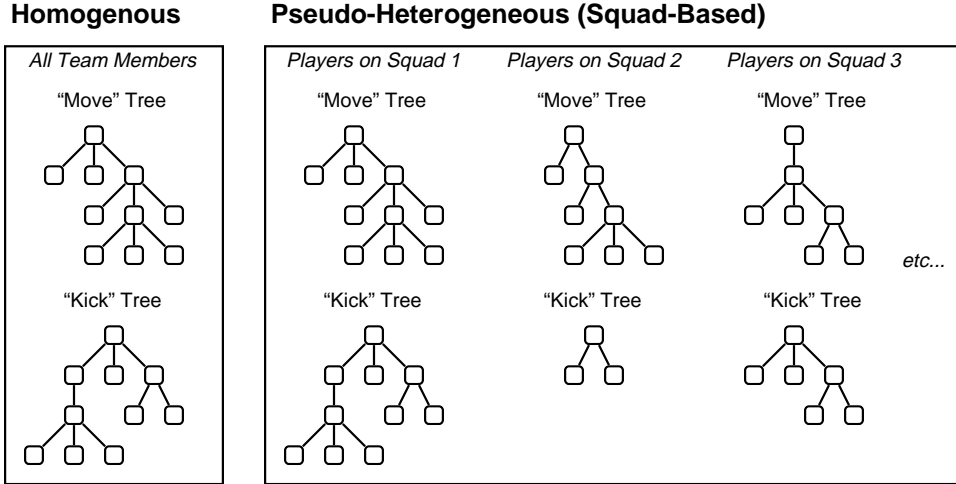 Homogenous
Pseudo-Heterogeneous (Squad-Based)
All Team Members
Players on Squad 1
Players on Squad 2
Players on Squad 3
“Move” Tree
“Move” Tree
“Move” Tree
“Move” Tree
etc...
“Kick” Tree
“Kick” Tree
“Kick” Tree
“Kick” Tree